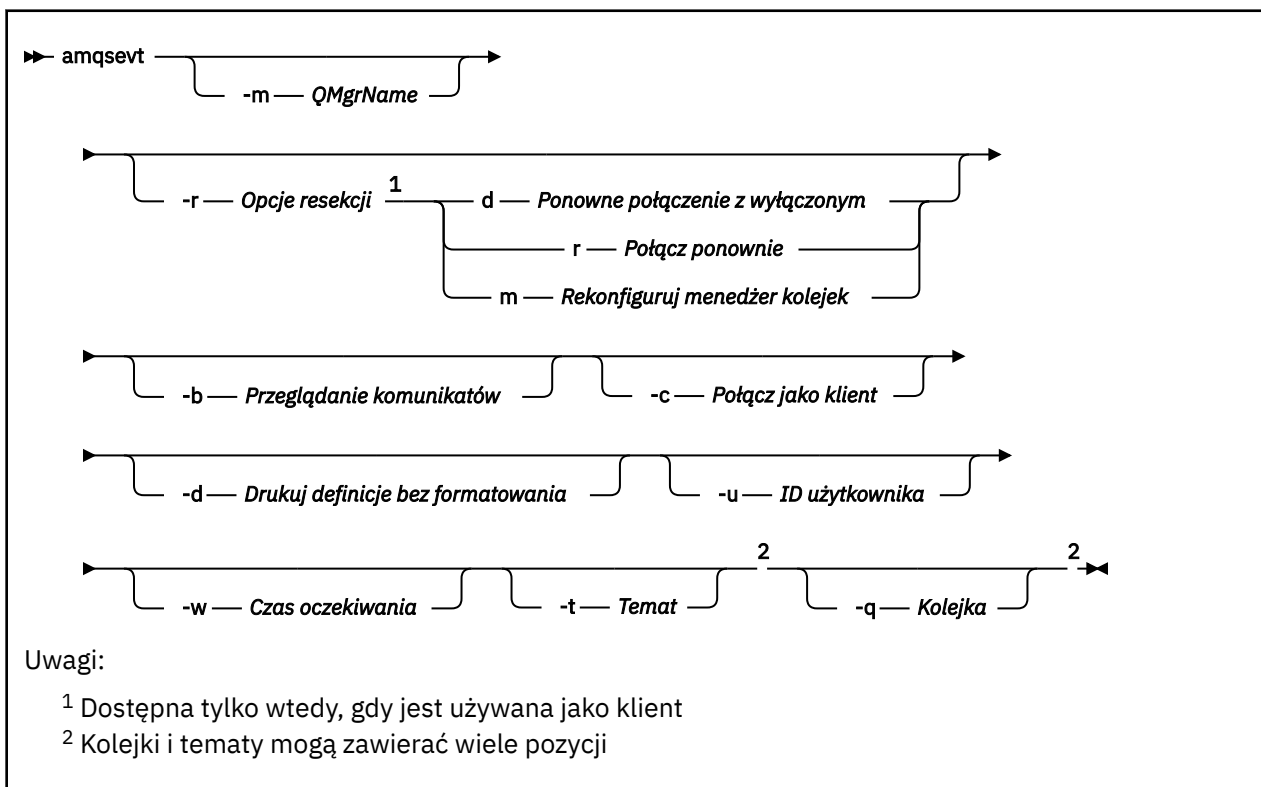 amqsevt
-m QMgrName
-r Opcje resekcji 1 d Ponowne połączenie z wyłączonym
r Połącz ponownie
m Rekonfiguruj menedżer kolejek
-b Przeglądanie komunikatów -c Połącz jako klient
-d Drukuj definicje bez formatowania -u ID użytkownika
2 2
-w Czas oczekiwania -t Temat -q Kolejka
Uwagi:
1 Dostępna tylko wtedy, gdy jest używana jako klient
2 Kolejki i tematy mogą zawierać wiele pozycji